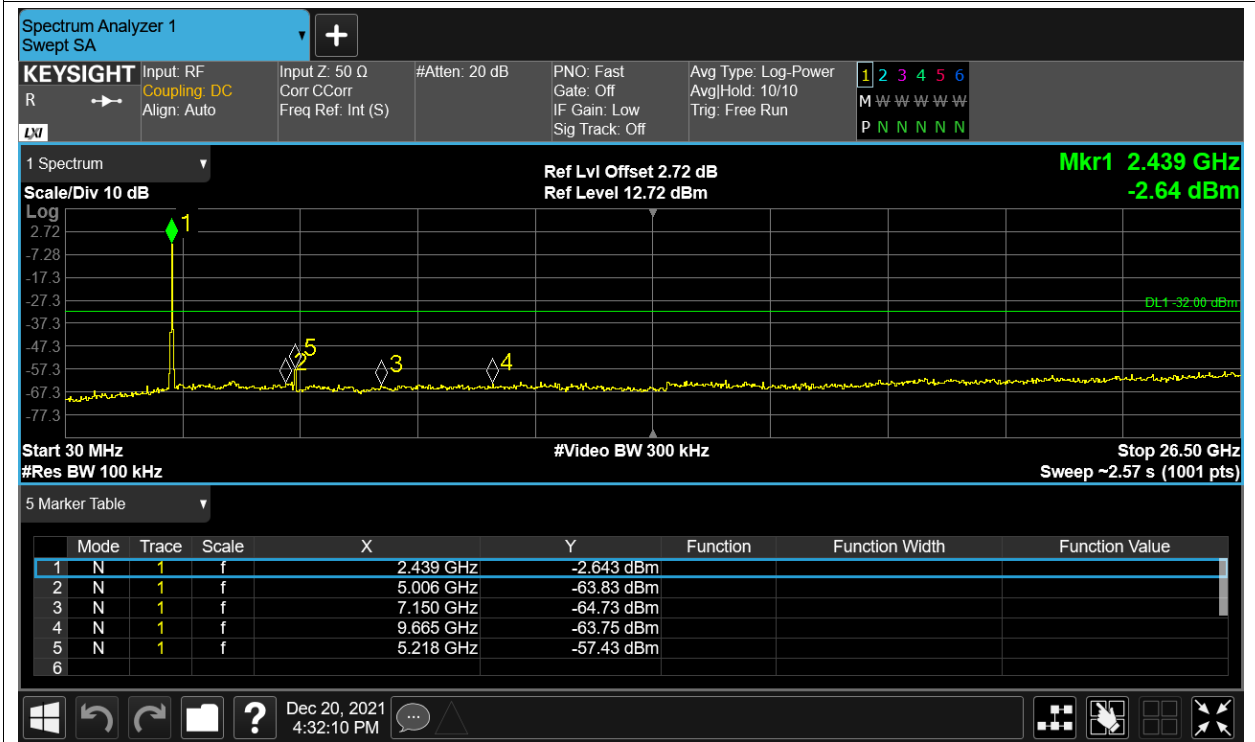 Spectrum Analyzer 1
Swept SA
+
KEYSIGHT
R
LXI
Input: RF
Coupling: DC
Align: Auto
Input Z: 50 Ω
Corr CCorr
Freq Ref: Int (S)
#Atten: 20 dB
PNO: Fast
Gate: Off
IF Gain: Low
Sig Track: Off
Avg Type: Log-Power
Avg|Hold: 10/10
Trig: Free Run
1 2 3 4 5 6
M W W W W W
P N N N N N
1 Spectrum
Scale/Div 10 dB
Ref Lvl Offset 2.72 dB
Ref Level 12.72 dBm
Mkr1 2.439 GHz
-2.64 dBm
Log
2.72
-7.28
-17.3
-27.3
-37.3
-47.3
-57.3
-67.3
-77.3
1
2
5
3
4
DL1 -32.00 dBm
Start 30 MHz
#Video BW 300 kHz
Stop 26.50 GHz
#Res BW 100 kHz
Sweep ~2.57 s (1001 pts)
5 Marker Table
Mode Trace Scale X Y Function Function Width Function Value
1 N 1 f 2.439 GHz -2.643 dBm
2 N 1 f 5.006 GHz -63.83 dBm
3 N 1 f 7.150 GHz -64.73 dBm
4 N 1 f 9.665 GHz -63.75 dBm
5 N 1 f 5.218 GHz -57.43 dBm
6
?
Dec 20, 2021
4:32:10 PM